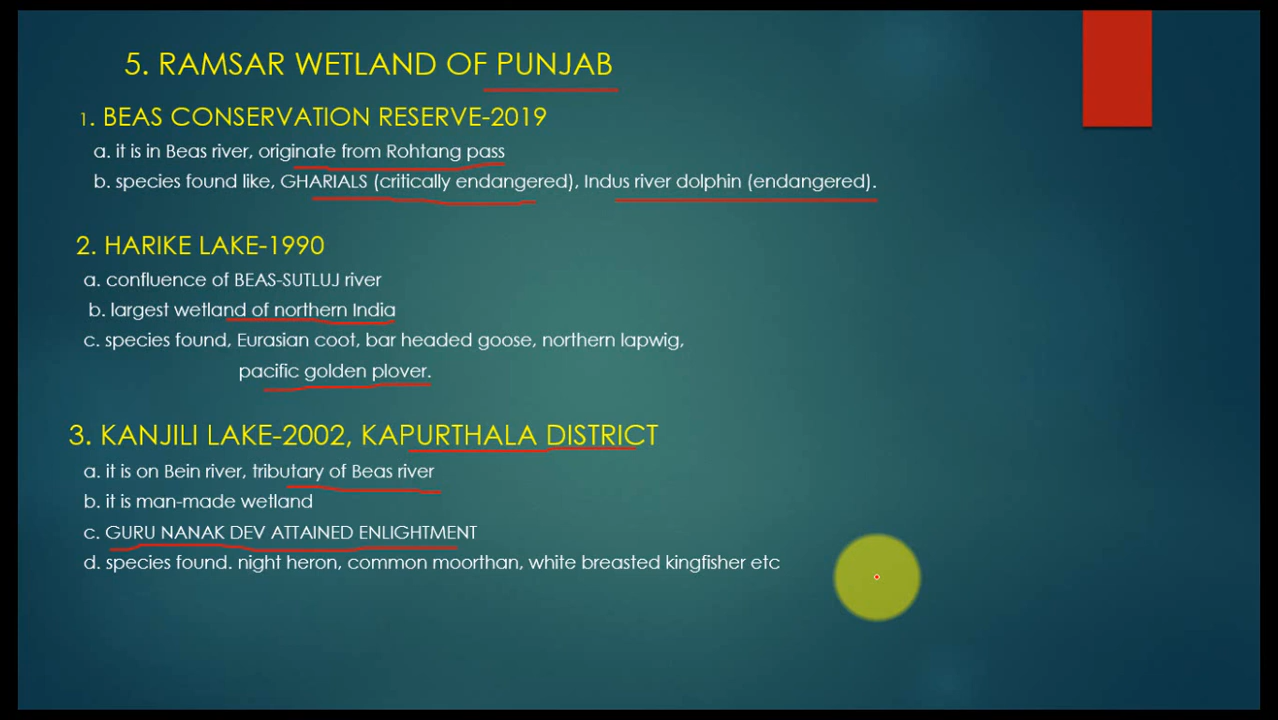 5. RAMSAR WETLAND OF PUNJAB
1. BEAS CONSERVATION RESERVE-2019
a. it is in Beas river, originate from Rohtang pass
b. species found like, GHARIALS (critically endangered), Indus river dolphin (endangered).
2. HARIKE LAKE-1990
a. confluence of BEAS-SUTLUJ river
b. largest wetland of northern India
c. species found, Eurasian coot, bar headed goose, northern lapwig,
pacific golden plover.
3. KANJILI LAKE-2002, KAPURTHALA DISTRICT
a. it is on Bein river, tributary of Beas river
b. it is man-made wetland
c. GURU NANAK DEV ATTAINED ENLIGHTMENT
d. species found. night heron, common moorthan, white breasted kingfisher etc